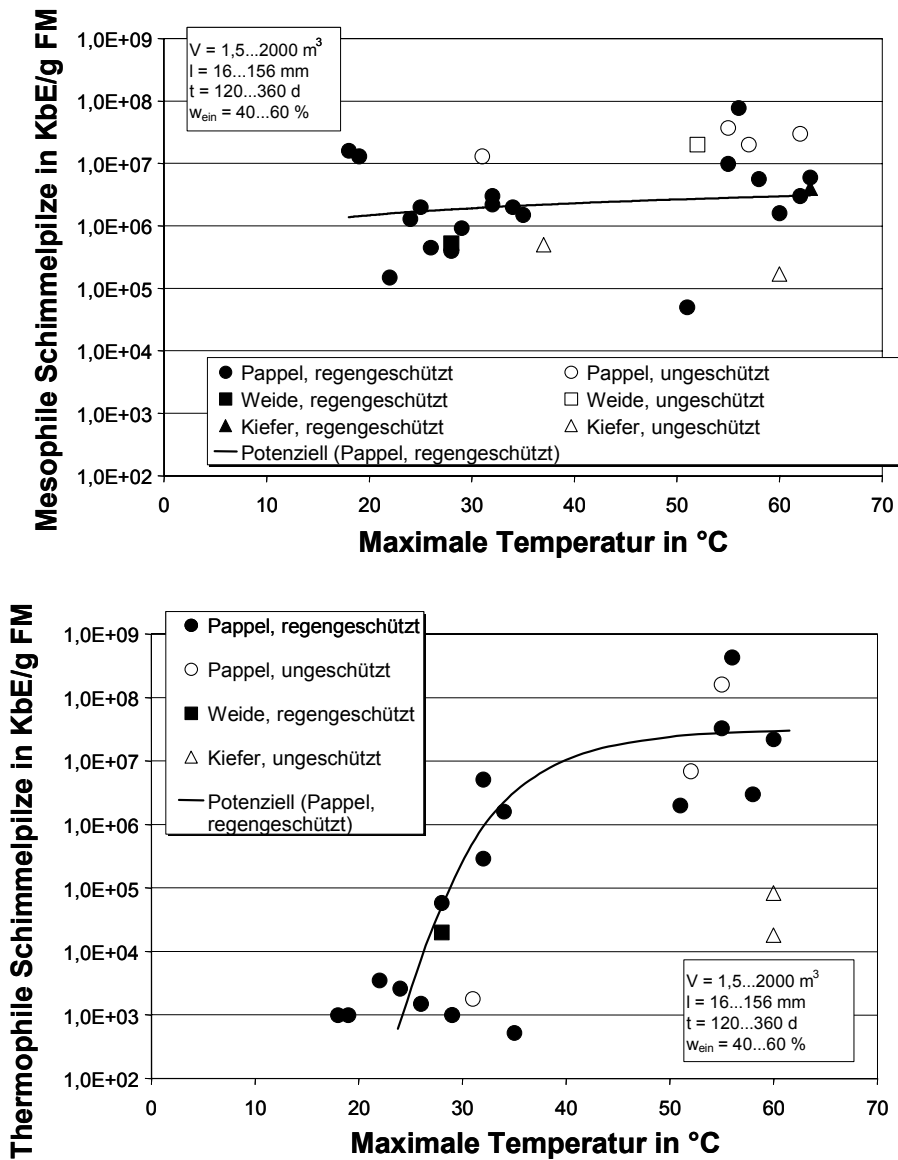 Mesophile Schimmelpilze in KbE/g FM
1,0E+09
1,0E+08
1,0E+07
1,0E+06
1,0E+05
1,0E+04
1,0E+03
1,0E+02
V = 1,5...2000 m³
l = 16...156 mm
t = 120...360 d
wein = 40...60 %
Pappel, regengeschützt
Pappel, ungeschützt
Weide, regengeschützt
Weide, ungeschützt
Kiefer, regengeschützt
Kiefer, ungeschützt
Potenziell (Pappel, regengeschützt)
0 10 20 30 40 50 60 70
Maximale Temperatur in °C
Thermophile Schimmelpilze in KbE/g FM
1,0E+09
1,0E+08
1,0E+07
1,0E+06
1,0E+05
1,0E+04
1,0E+03
1,0E+02
Pappel, regengeschützt
Pappel, ungeschützt
Weide, regengeschützt
Kiefer, ungeschützt
Potenziell (Pappel,
regengeschützt)
V = 1,5...2000 m³
l = 16...156 mm
t = 120...360 d
wein = 40...60 %
0 10 20 30 40 50 60 70
Maximale Temperatur in °C